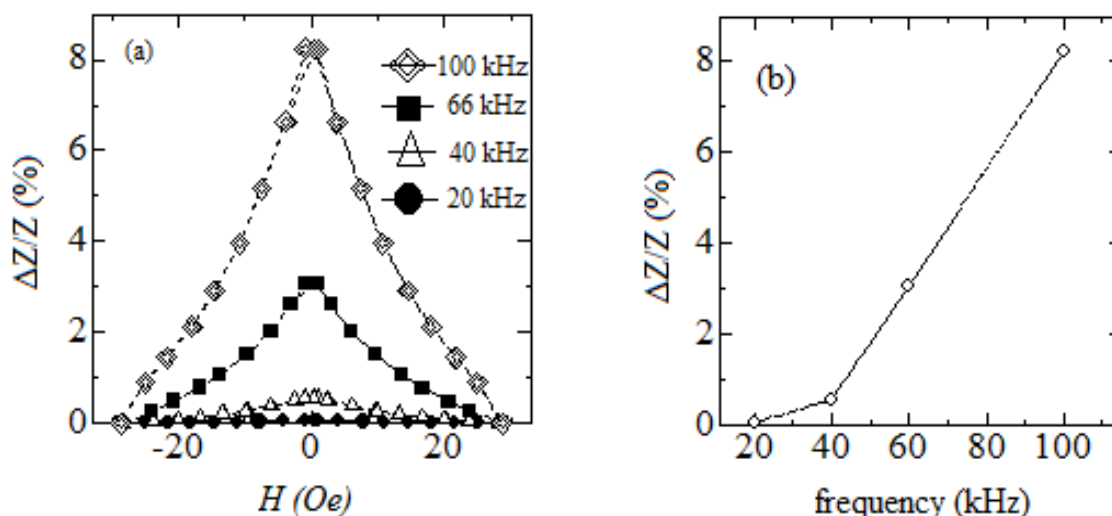 (a)
100 kHz
66 kHz
40 kHz
20 kHz
8
6
4
2
0
ΔZ/Z (%)
-20 0 20
H (Oe)
(b)
8
6
4
2
0
ΔZ/Z (%)
20 40 60 80 100
frequency (kHz)